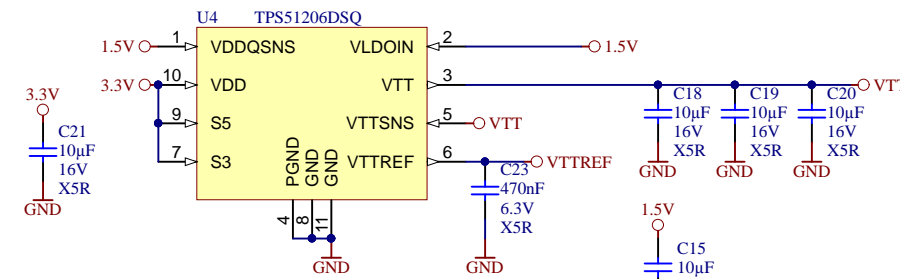 U4 TPS51206DSQ
1.5V 1 VDDQSNS VLDOIN 2 1.5V
3.3V 10 VDD VTT 3 VTT
9 S5 VTTSNS 5 VTT
7 S3 VTTREF 6 VTTREF
PGND GND GND
4 8 11
GND
3.3V
C21
10µF
16V
X5R
GND
C23
470nF
6.3V
X5R
GND
C18
10µF
16V
X5R
GND
C19
10µF
16V
X5R
GND
C20
10µF
16V
X5R
GND
1.5V
C15
10µF